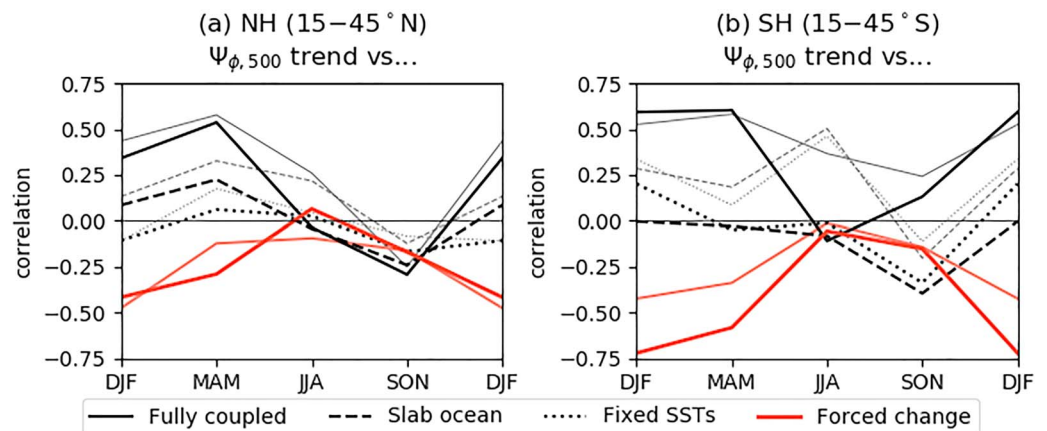 (a) NH (15−45°N)
Ψϕ,500 trend vs...
(b) SH (15−45°S)
Ψϕ,500 trend vs...
correlation
0.75
0.50
0.25
0.00
−0.25
−0.50
−0.75
DJF MAM JJA SON DJF
correlation
0.75
0.50
0.25
0.00
−0.25
−0.50
−0.75
DJF MAM JJA SON DJF
Fully coupled Slab ocean Fixed SSTs Forced change